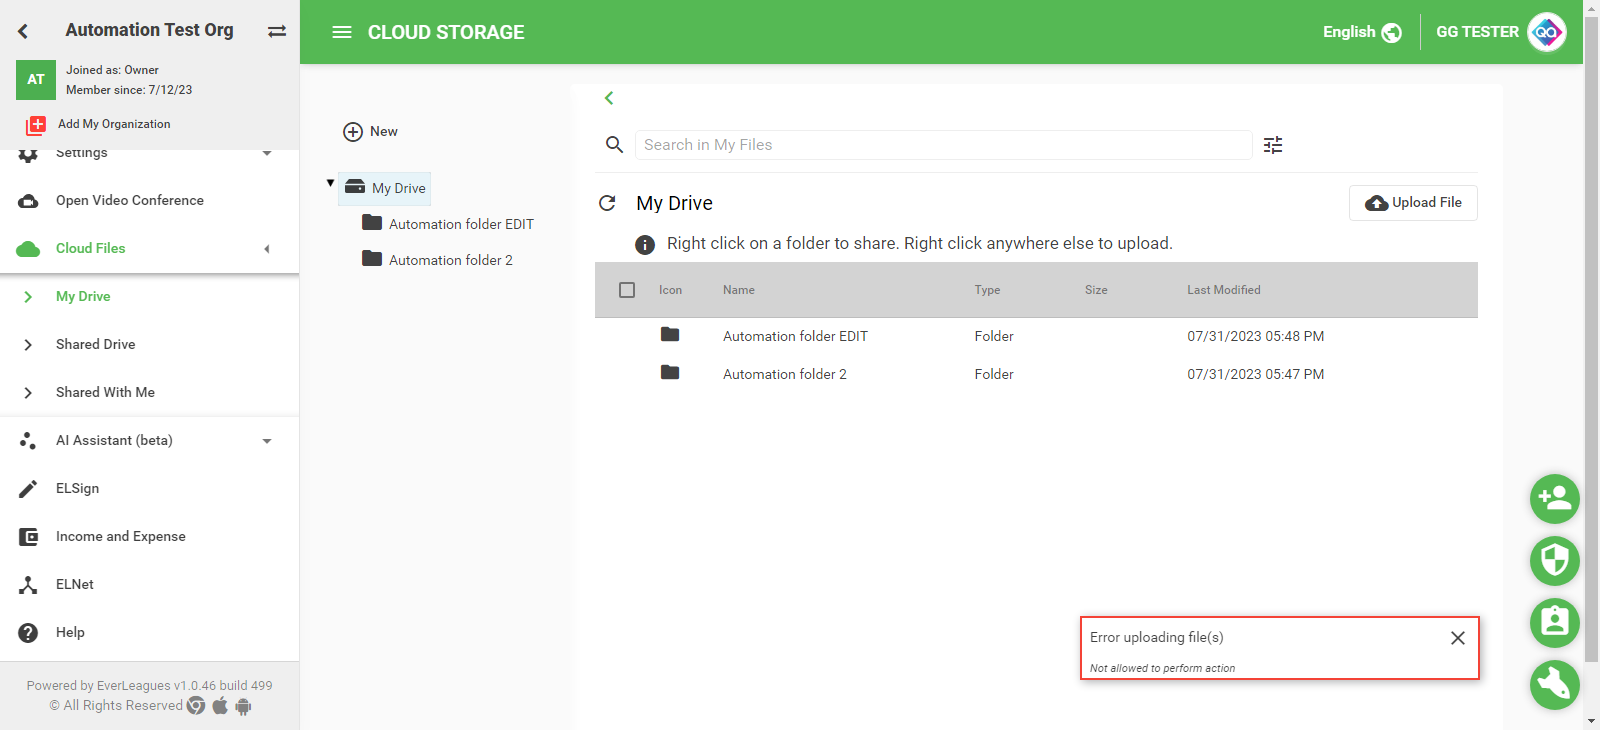 Automation Test Org
AT
Joined as: Owner
Member since: 7/12/23
Add My Organization
Settings
Open Video Conference
Cloud Files
My Drive
Shared Drive
Shared With Me
AI Assistant (beta)
ELSign
Income and Expense
ELNet
Help
Powered by EverLeagues v1.0.46 build 499
© All Rights Reserved
CLOUD STORAGE
English
GG TESTER
QA
New
My Drive
Automation folder EDIT
Automation folder 2
Search in My Files
My Drive
Upload File
Right click on a folder to share. Right click anywhere else to upload.
Icon Name Type Size Last Modified
Automation folder EDIT Folder 07/31/2023 05:48 PM
Automation folder 2 Folder 07/31/2023 05:47 PM
Error uploading file(s)
Not allowed to perform action